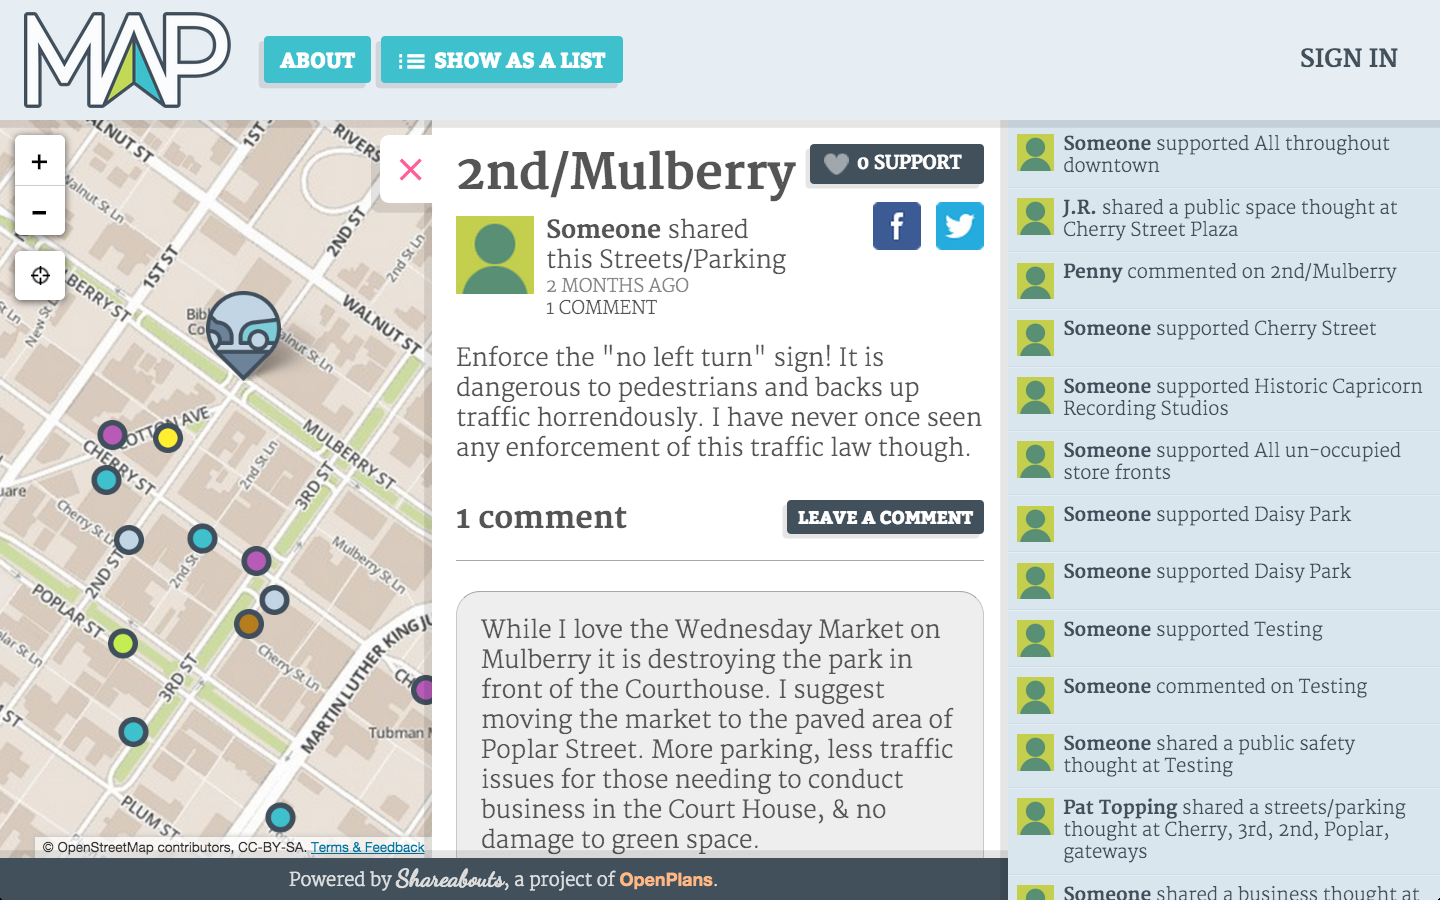 MAP
ABOUT
SHOW AS A LIST
SIGN IN
+
−
WALNUT ST
Walnut St Ln
1ST ST
RIVERS
2ND ST
2nd St Ln
1ST ST
WALNUT ST
New St
BERRY ST
Walnut St Ln
COTTON AVE
CHERRY ST
MULBERRY ST
2nd St Ln
3RD ST
Cherry St Ln
2ND ST
2nd St
Mulberry St Ln
POPLAR ST
Cherry St Ln
3RD ST
MARTIN LUTHER KING JU
Tubman M
PLUM ST
© OpenStreetMap contributors, CC-BY-SA. Terms & Feedback
2nd/Mulberry
0 SUPPORT
Someone shared
this Streets/Parking
2 MONTHS AGO
1 COMMENT
Enforce the "no left turn" sign! It is
dangerous to pedestrians and backs up
traffic horrendously. I have never once seen
any enforcement of this traffic law though.
1 comment
LEAVE A COMMENT
While I love the Wednesday Market on
Mulberry it is destroying the park in
front of the Courthouse. I suggest
moving the market to the paved area of
Poplar Street. More parking, less traffic
issues for those needing to conduct
business in the Court House, & no
damage to green space.
Someone supported All throughout
downtown
J.R. shared a public space thought at
Cherry Street Plaza
Penny commented on 2nd/Mulberry
Someone supported Cherry Street
Someone supported Historic Capricorn
Recording Studios
Someone supported All un-occupied
store fronts
Someone supported Daisy Park
Someone supported Daisy Park
Someone supported Testing
Someone commented on Testing
Someone shared a public safety
thought at Testing
Pat Topping shared a streets/parking
thought at Cherry, 3rd, 2nd, Poplar,
gateways
Someone shared a business thought at
Powered by Shareabouts, a project of OpenPlans.